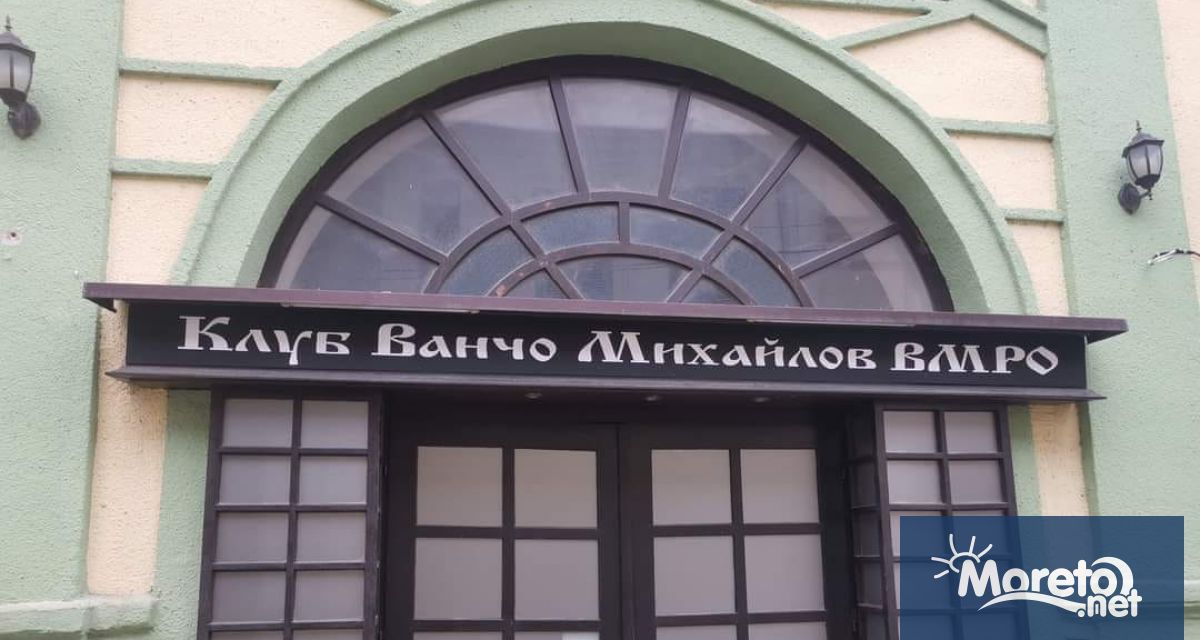 Клуб Ванчо Михайлов ВМРО
Moreto
.net